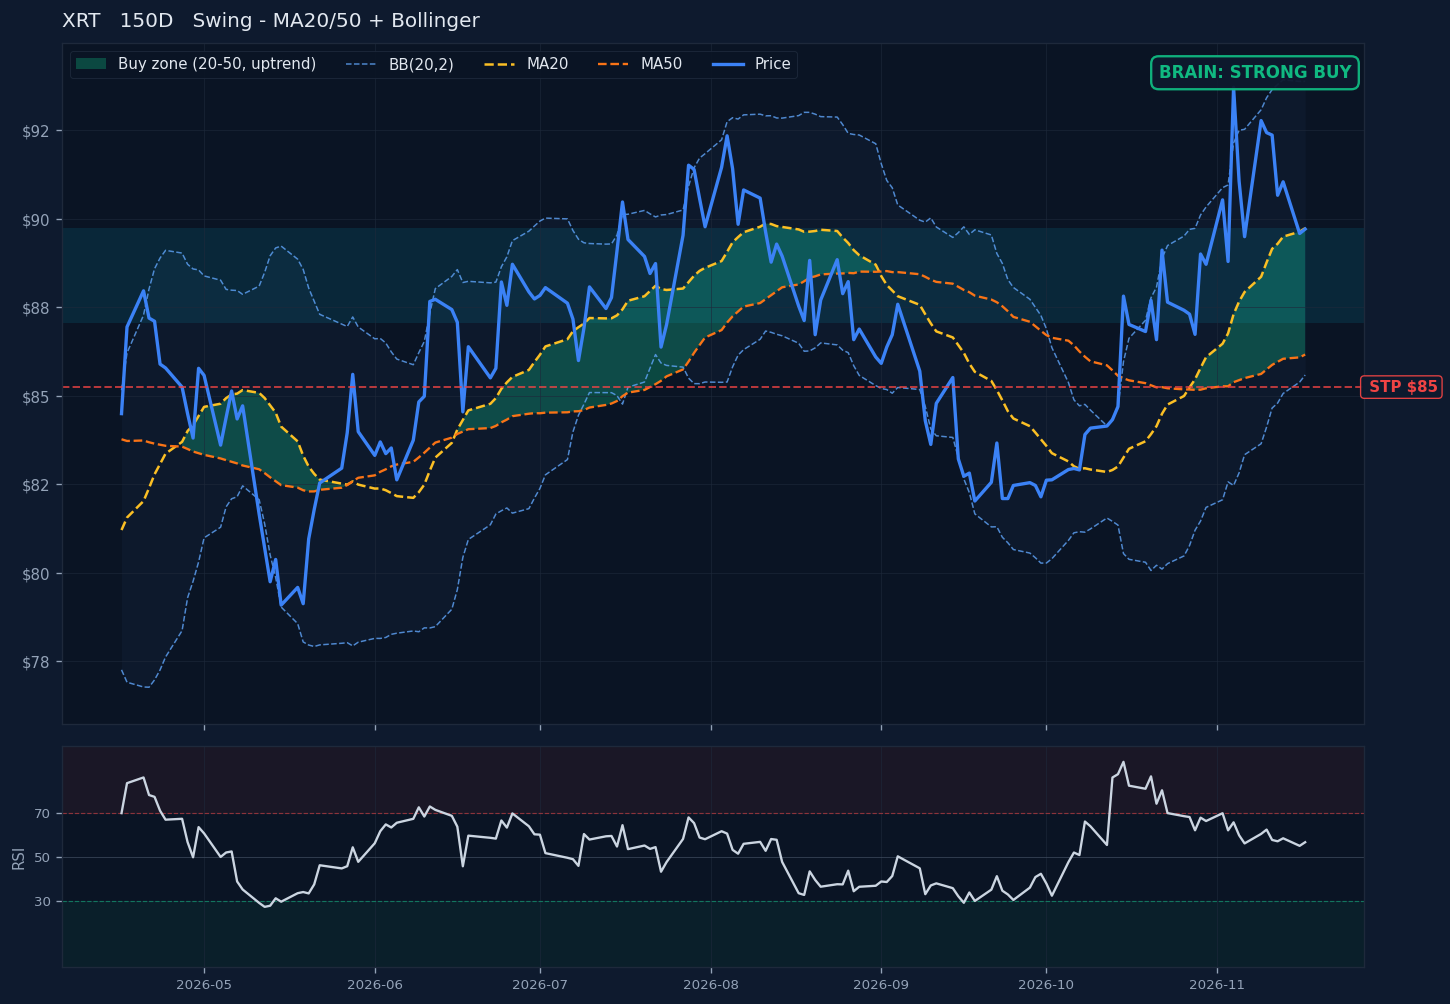 XRT   150D   Swing - MA20/50 + Bollinger
Buy zone (20-50, uptrend)   BB(20,2)   MA20   MA50   Price
BRAIN: STRONG BUY
$92
$90
$88
$85
$82
$80
$78
STP $85
RSI
70
50
30
2026-05   2026-06   2026-07   2026-08   2026-09   2026-10   2026-11